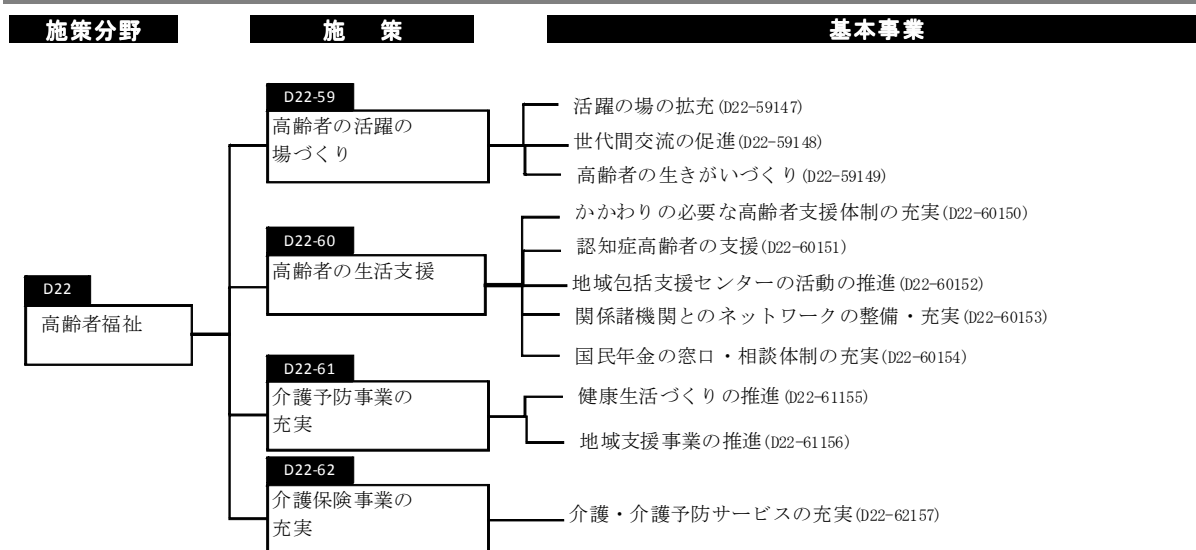 施策分野
施 策
基本事業
D22
高齢者福祉
D22-59
高齢者の活躍の
場づくり
活躍の場の拡充(D22-59147)
世代間交流の促進(D22-59148)
高齢者の生きがいづくり(D22-59149)
D22-60
高齢者の生活支援
かかわりの必要な高齢者支援体制の充実(D22-60150)
認知症高齢者の支援(D22-60151)
地域包括支援センターの活動の推進(D22-60152)
関係諸機関とのネットワークの整備・充実(D22-60153)
国民年金の窓口・相談体制の充実(D22-60154)
D22-61
介護予防事業の
充実
健康生活づくりの推進(D22-61155)
地域支援事業の推進(D22-61156)
D22-62
介護保険事業の
充実
介護・介護予防サービスの充実(D22-62157)